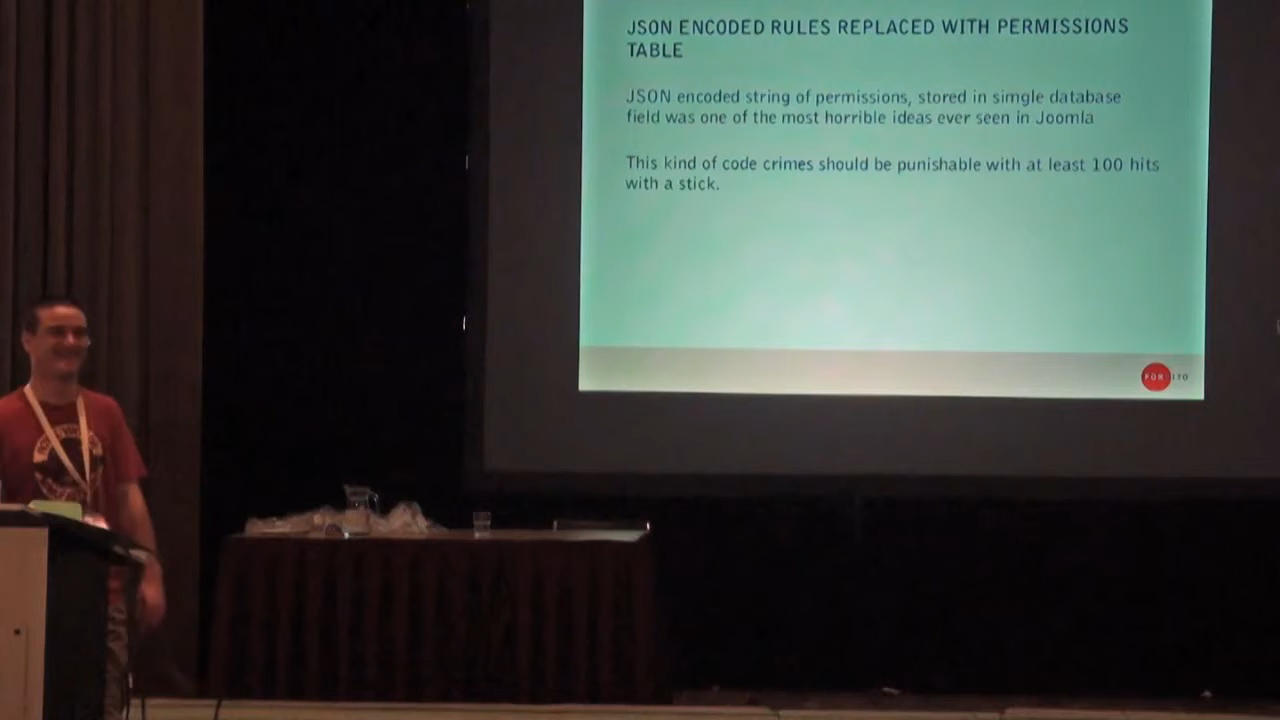 JSON ENCODED RULES REPLACED WITH PERMISSIONS
TABLE
JSON encoded string of permissions, stored in simgle database
field was one of the most horrible ideas ever seen in Joomla
This kind of code crimes should be punishable with at least 100 hits
with a stick.